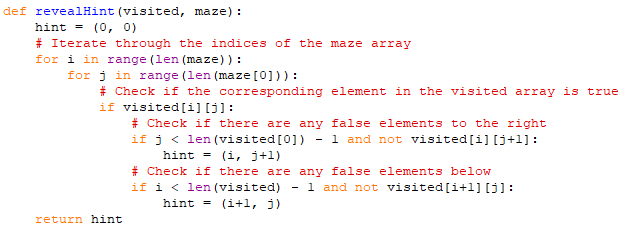 def revealHint(visited, maze):
    hint = (0, 0)
    # Iterate through the indices of the maze array
    for i in range(len(maze)):
        for j in range(len(maze[0])):
            # Check if the corresponding element in the visited array is true
            if visited[i][j]:
                # Check if there are any false elements to the right
                if j < len(visited[0]) - 1 and not visited[i][j+1]:
                    hint = (i, j+1)
                # Check if there are any false elements below
                if i < len(visited) - 1 and not visited[i+1][j]:
                    hint = (i+1, j)
    return hint